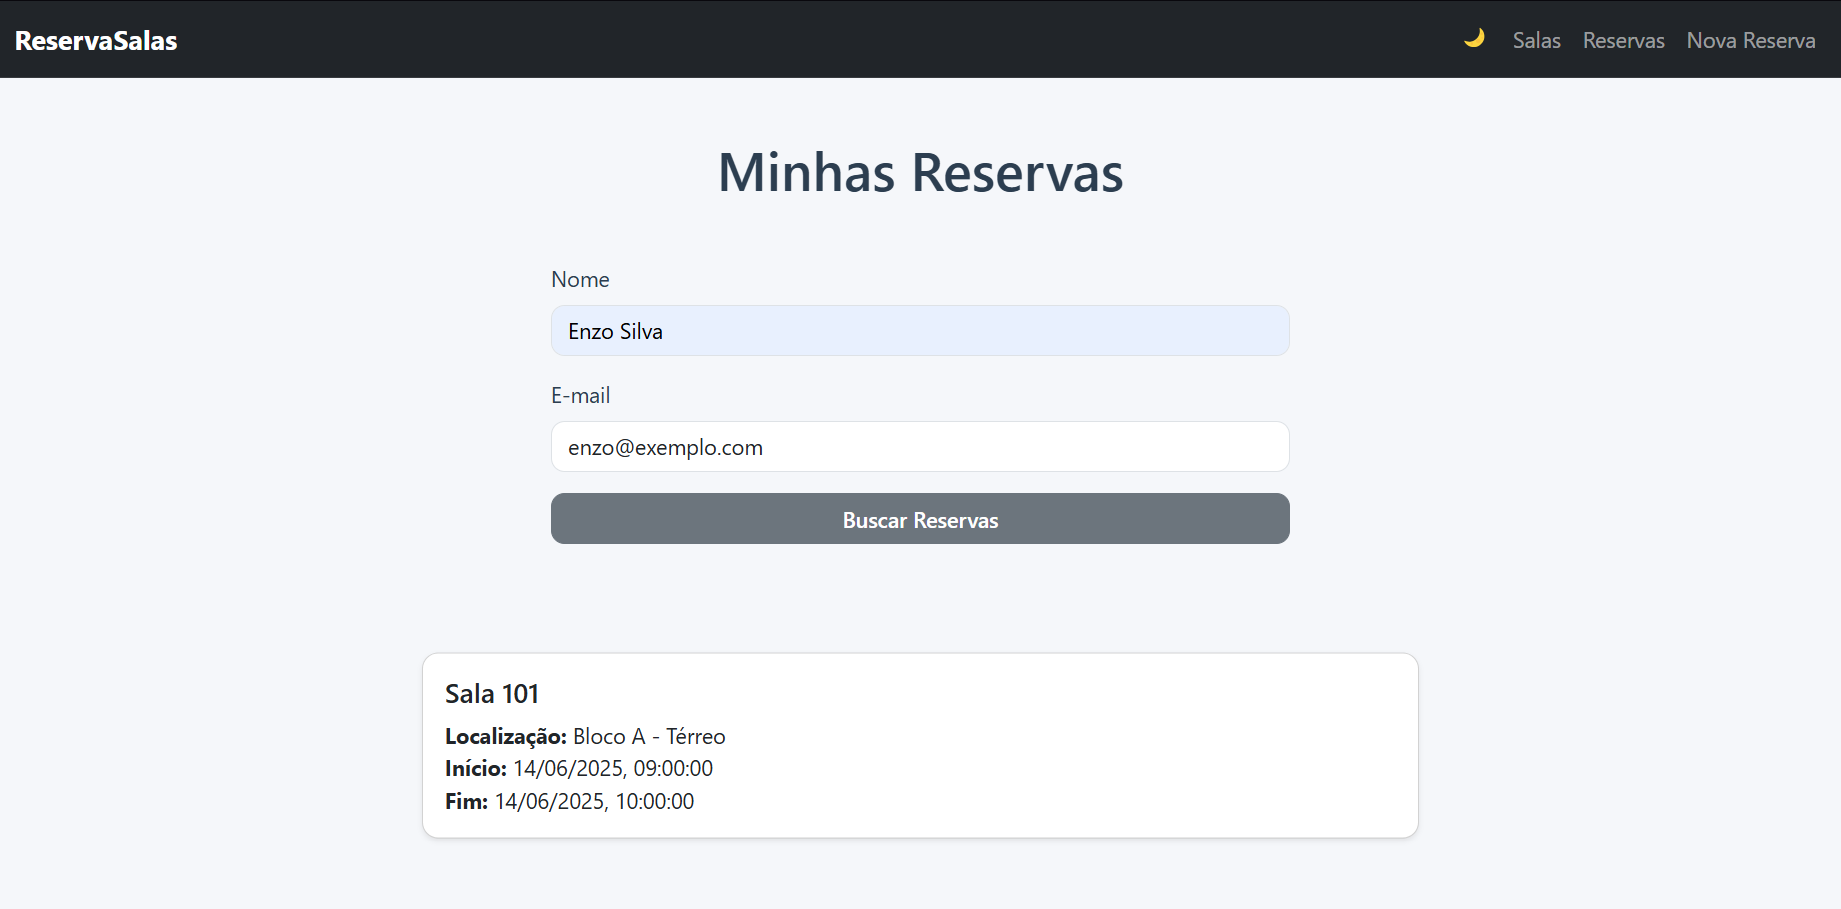 ReservaSalas
Salas Reservas Nova Reserva
Minhas Reservas
Nome
Enzo Silva
E-mail
enzo@exemplo.com
Buscar Reservas
Sala 101
Localização: Bloco A - Térreo
Início: 14/06/2025, 09:00:00
Fim: 14/06/2025, 10:00:00